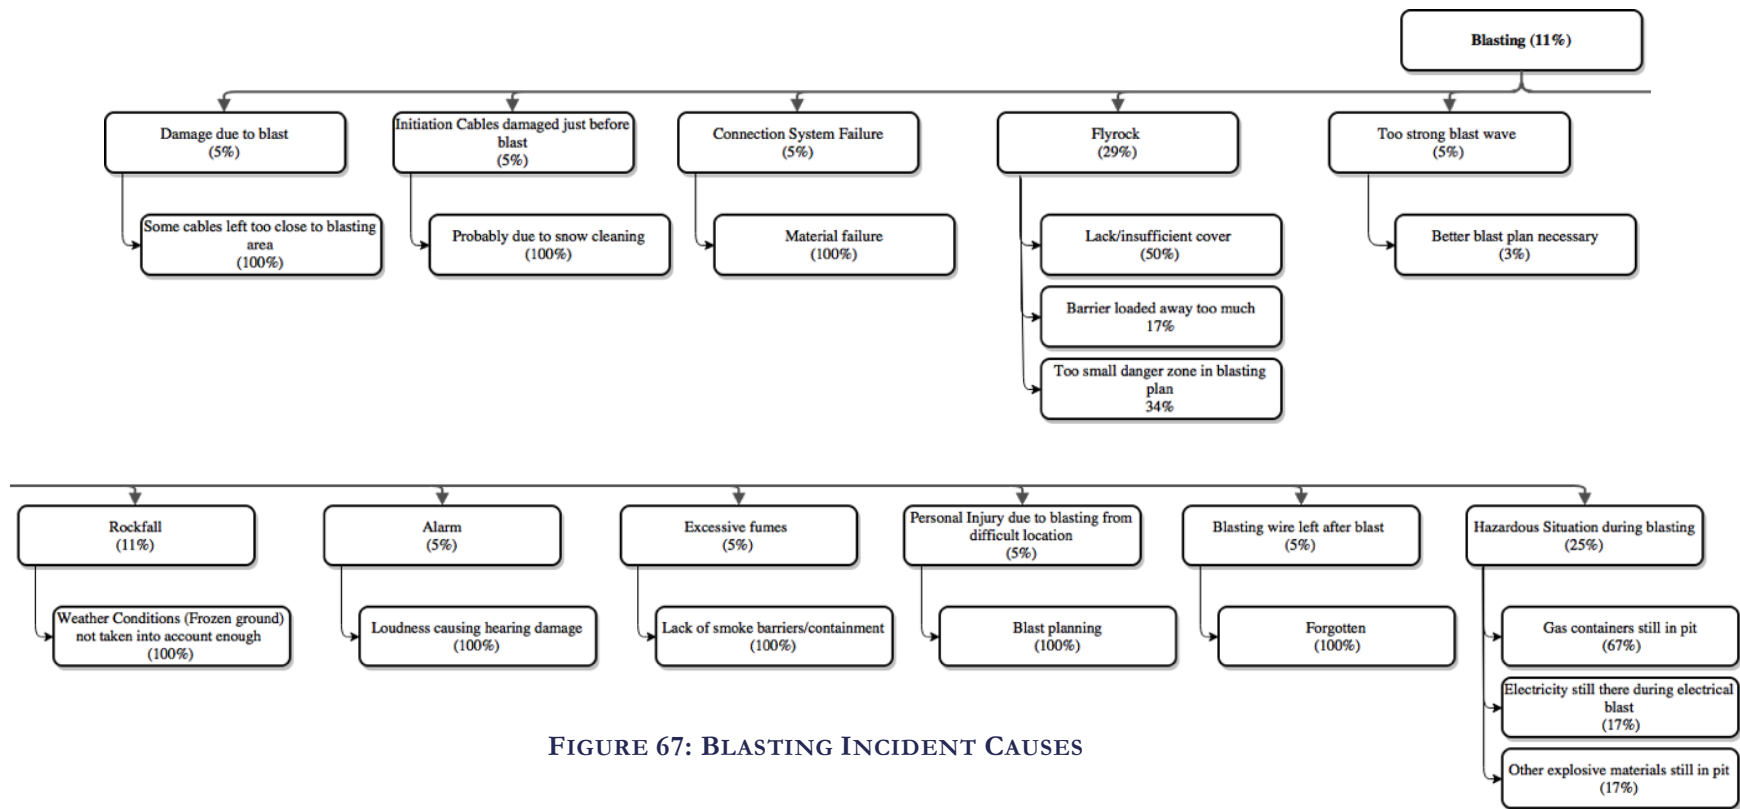 Blasting (11%)
Damage due to blast
(5%)
Initiation Cables damaged just before
blast
(5%)
Connection System Failure
(5%)
Flyrock
(29%)
Too strong blast wave
(5%)
Some cables left too close to blasting
area
(100%)
Probably due to snow cleaning
(100%)
Material failure
(100%)
Lack/insufficient cover
(50%)
Better blast plan necessary
(3%)
Barrier loaded away too much
17%
Too small danger zone in blasting
plan
34%
Rockfall
(11%)
Alarm
(5%)
Excessive fumes
(5%)
Personal Injury due to blasting from
difficult location
(5%)
Blasting wire left after blast
(5%)
Hazardous Situation during blasting
(25%)
Weather Conditions (Frozen ground)
not taken into account enough
(100%)
Loudness causing hearing damage
(100%)
Lack of smoke barriers/containment
(100%)
Blast planning
(100%)
Forgotten
(100%)
Gas containers still in pit
(67%)
Electricity still there during electrical
blast
(17%)
Other explosive materials still in pit
(17%)
FIGURE 67: BLASTING INCIDENT CAUSES